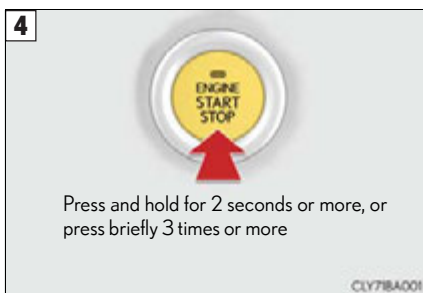 4
ENGINE
START
STOP
Press and hold for 2 seconds or more, or
press briefly 3 times or more
CLY71BA001